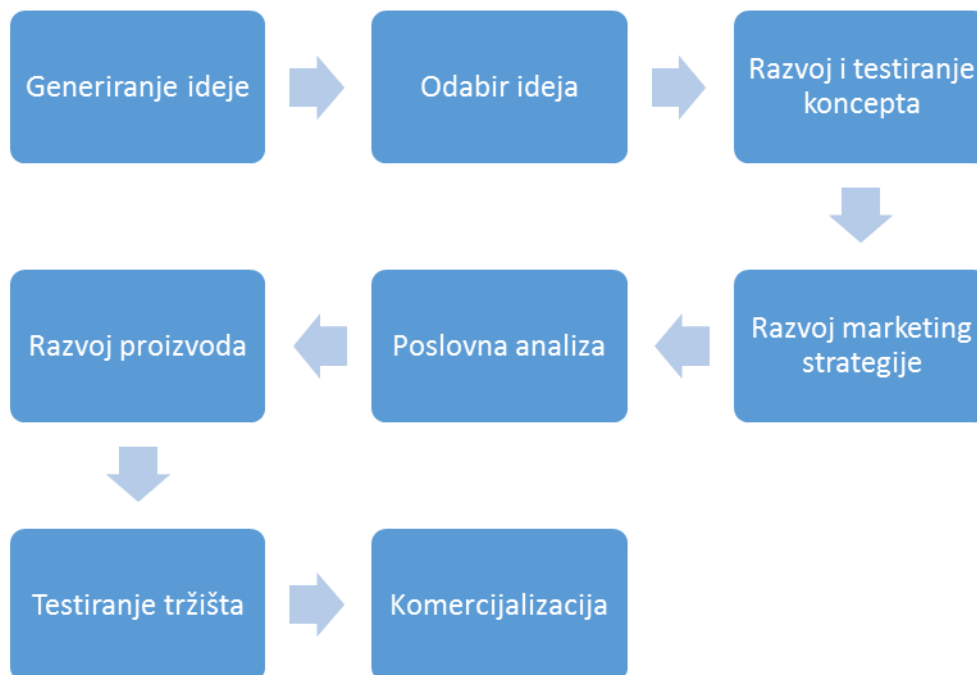 Generiranje ideje
Odabir ideja
Razvoj i testiranje
koncepta
Razvoj marketing
strategije
Poslovna analiza
Razvoj proizvoda
Testiranje tržišta
Komercijalizacija